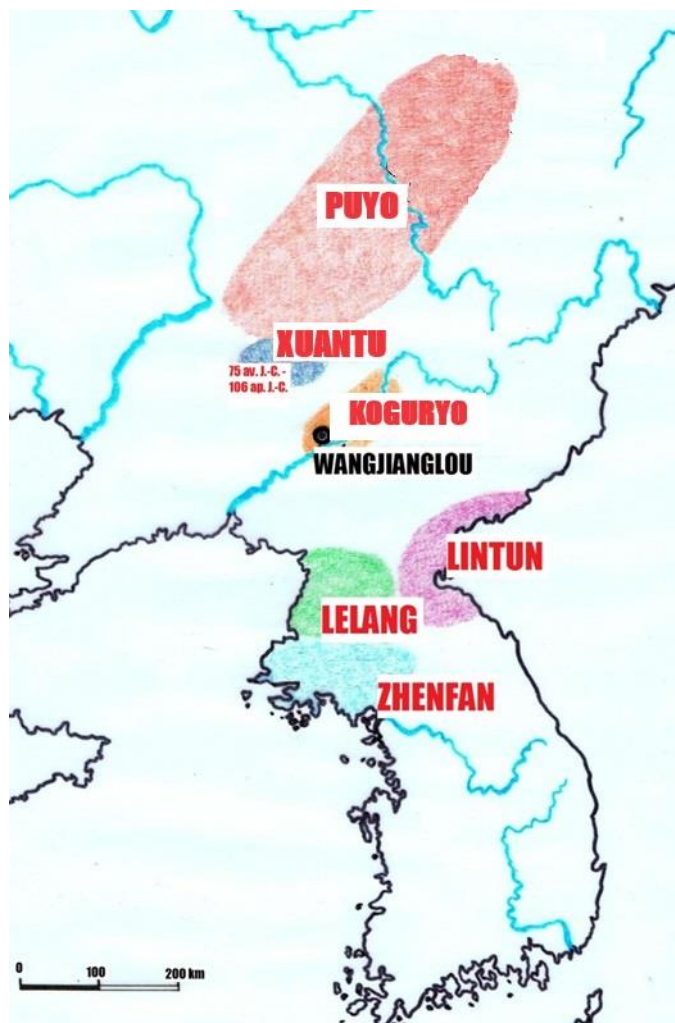 PUYO
XUANTU
75 av. J.-C. -
106 ap. J.-C.
KOGURYO
WANGJIANGLOU
LINTUN
LELANG
ZHENFAN
0 100 200 km